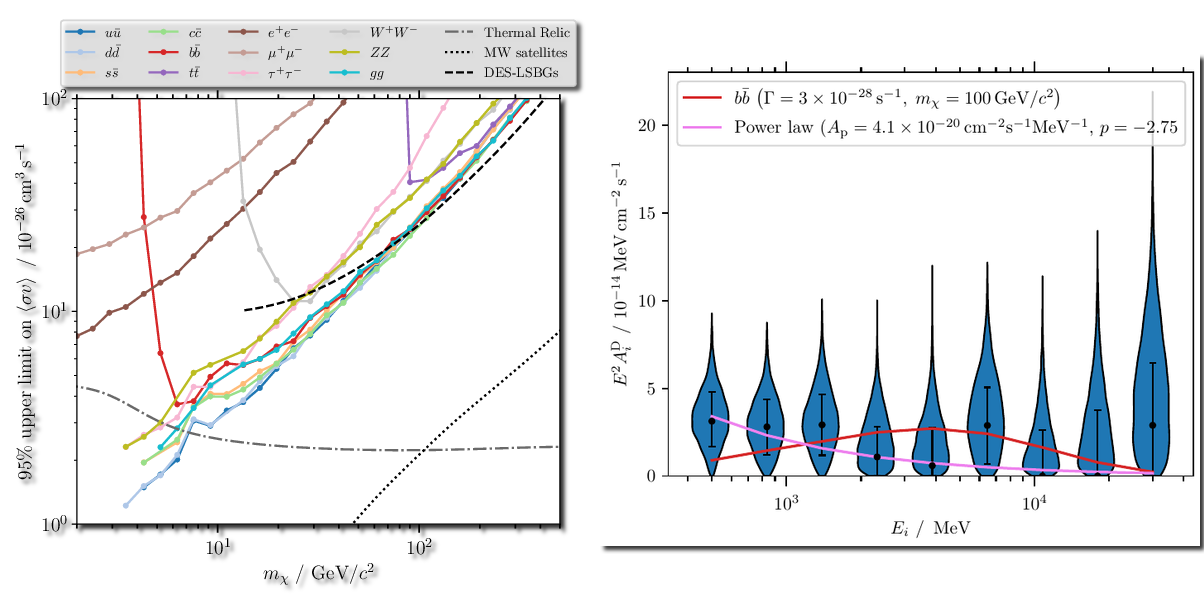 uū cc̄ e⁺e⁻ W⁺W⁻ Thermal Relic
dd̄ bb̄ μ⁺μ⁻ ZZ MW satellites
ss̄ tt̄ τ⁺τ⁻ gg DES-LSBGs
10²
10¹
10⁰
95% upper limit on ⟨σv⟩ / 10⁻²⁶ cm³ s⁻¹
10¹ 10²
m_χ / GeV/c²
bb̄ (Γ = 3 × 10⁻²⁸ s⁻¹, m_χ = 100 GeV/c²)
Power law (A_p = 4.1 × 10⁻²⁰ cm⁻²s⁻¹MeV⁻¹, p = −2.75
20
15
10
5
0
E² A_i^D / 10⁻¹⁴ MeV cm⁻² s⁻¹
10³ 10⁴
E_i / MeV